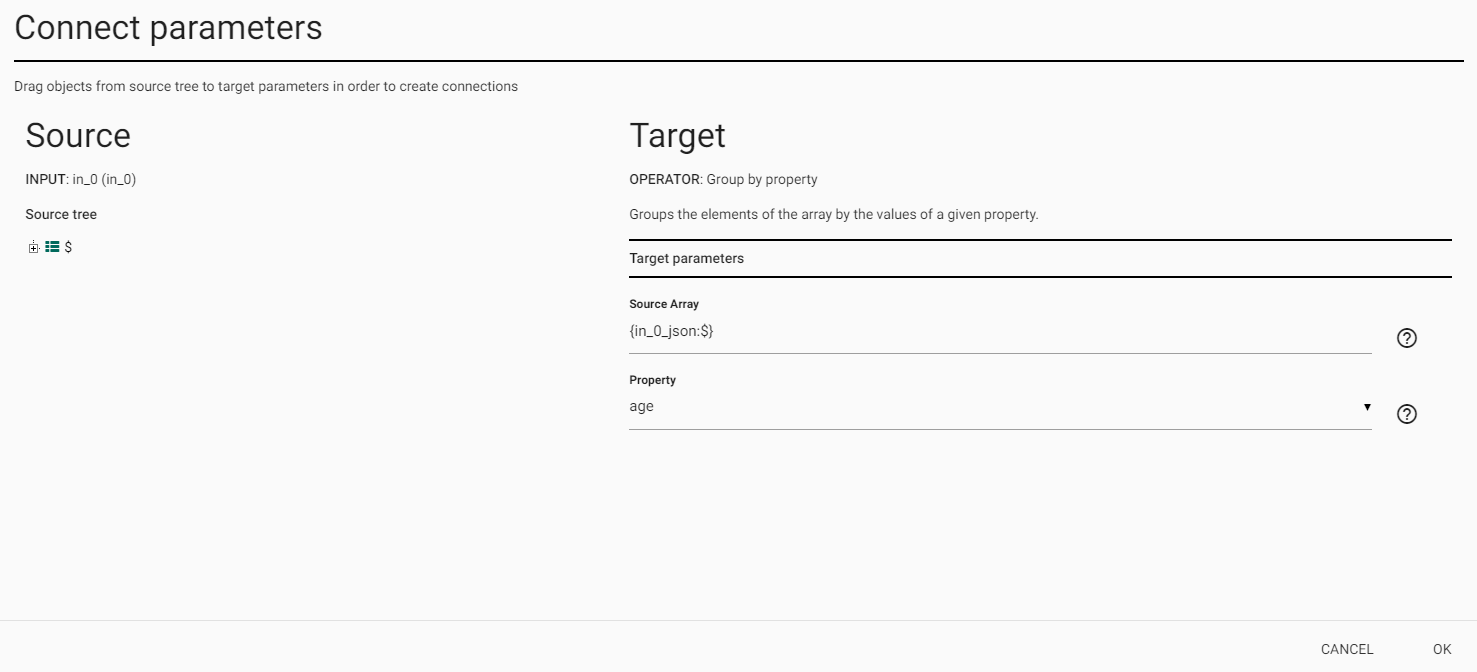 Connect parameters
Drag objects from source tree to target parameters in order to create connections
Source
INPUT: in_0 (in_0)
Source tree
$
Target
OPERATOR: Group by property
Groups the elements of the array by the values of a given property.
Target parameters
Source Array
{in_0_json:$}
Property
age
CANCEL OK